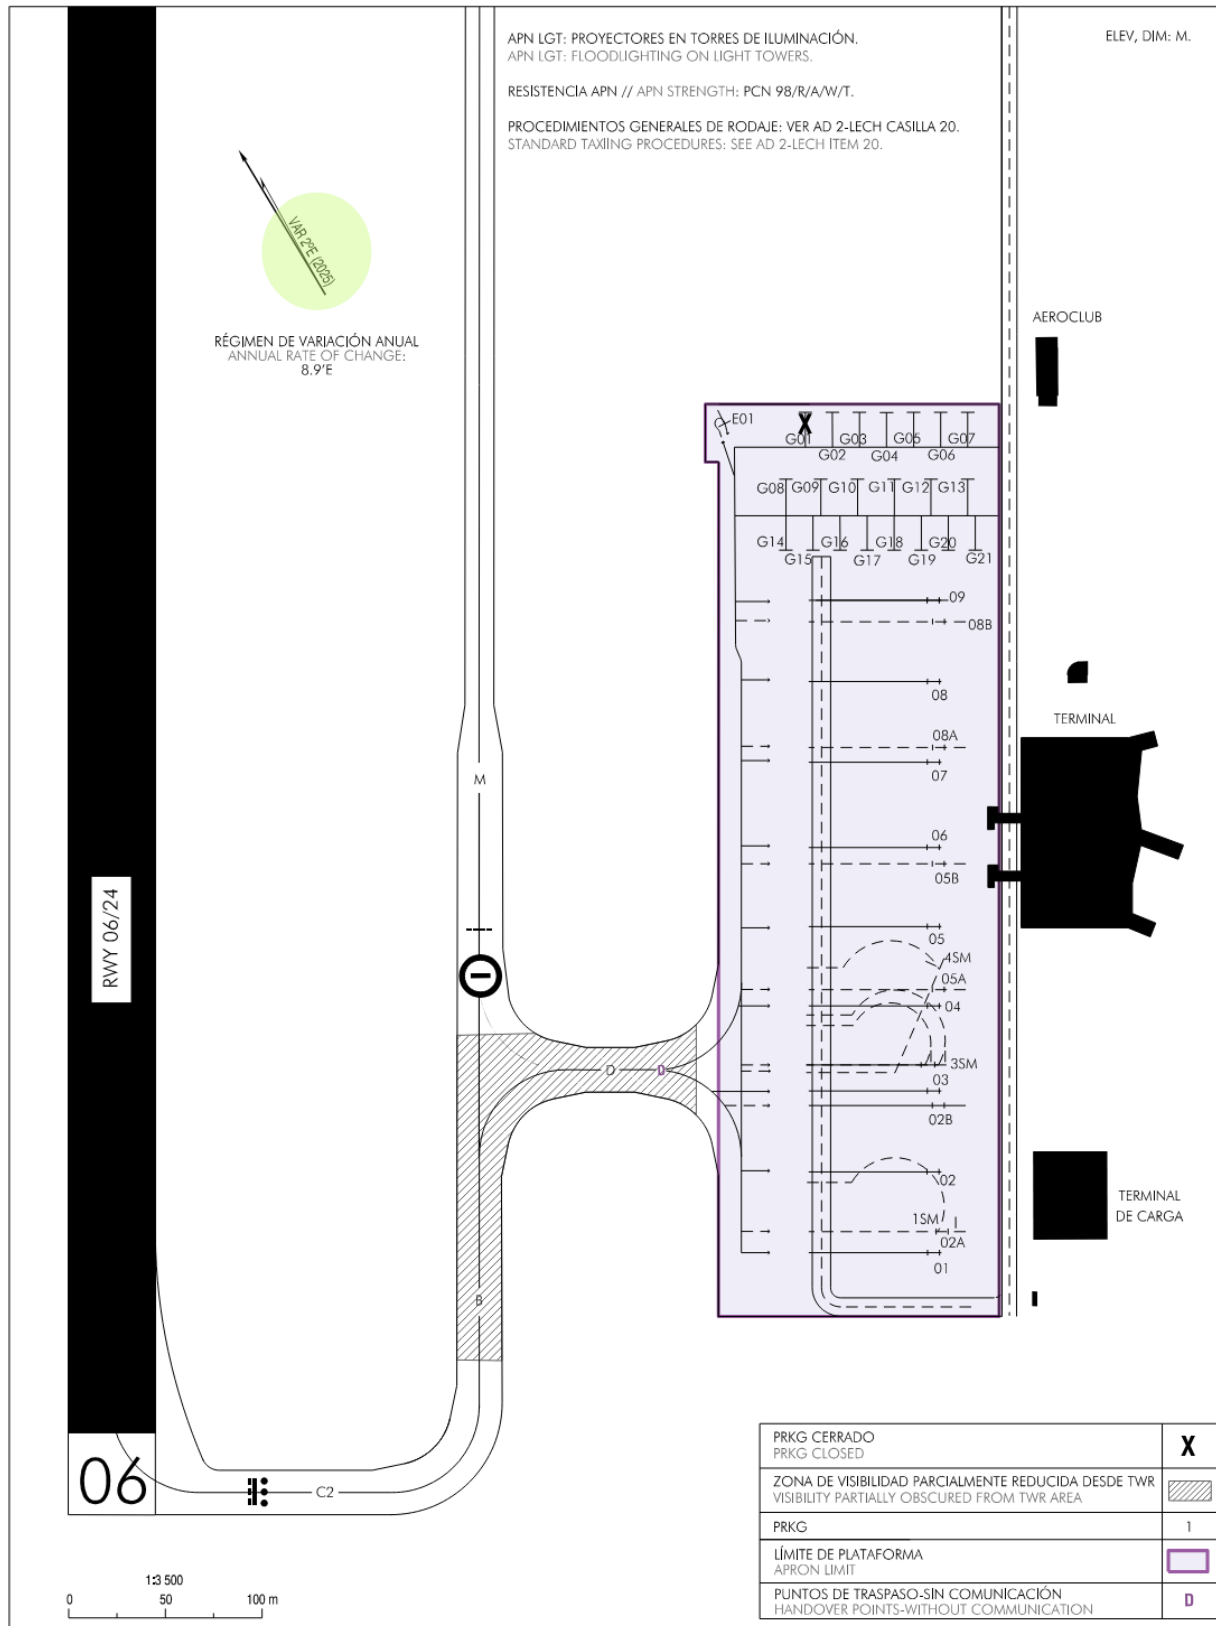 APN LGT: PROYECTORES EN TORRES DE ILUMINACIÓN.
APN LGT: FLOODLIGHTING ON LIGHT TOWERS.
ELEV, DIM: M.
RESISTENCIA APN // APN STRENGTH: PCN 98/R/A/W/T.
PROCEDIMIENTOS GENERALES DE RODAJE: VER AD 2-LECH CASILLA 20.
STANDARD TAXIING PROCEDURES: SEE AD 2-LECH ITEM 20.
VAR 2ºE (2025)
RÉGIMEN DE VARIACIÓN ANUAL
ANNUAL RATE OF CHANGE:
8.9'E
AEROCLUB
E01
G01 G03 G05 G07
G02 G04 G06
G08 G09 G10 G11 G12 G13
G14 G16 G18 G20
G15 G17 G19 G21
09
08B
08
TERMINAL
08A
07
M
06
05B
RWY 06/24
05
4SM
05A
04
3SM
D
D
03
02B
02
1SM
02A
01
TERMINAL
DE CARGA
B
06
C2
PRKG CERRADO
PRKG CLOSED
X
ZONA DE VISIBILIDAD PARCIALMENTE REDUCIDA DESDE TWR
VISIBILITY PARTIALLY OBSCURED FROM TWR AREA
PRKG
1
LÍMITE DE PLATAFORMA
APRON LIMIT
PUNTOS DE TRASPASO-SIN COMUNICACIÓN
HANDOVER POINTS-WITHOUT COMMUNICATION
D
1:3 500
0 50 100 m